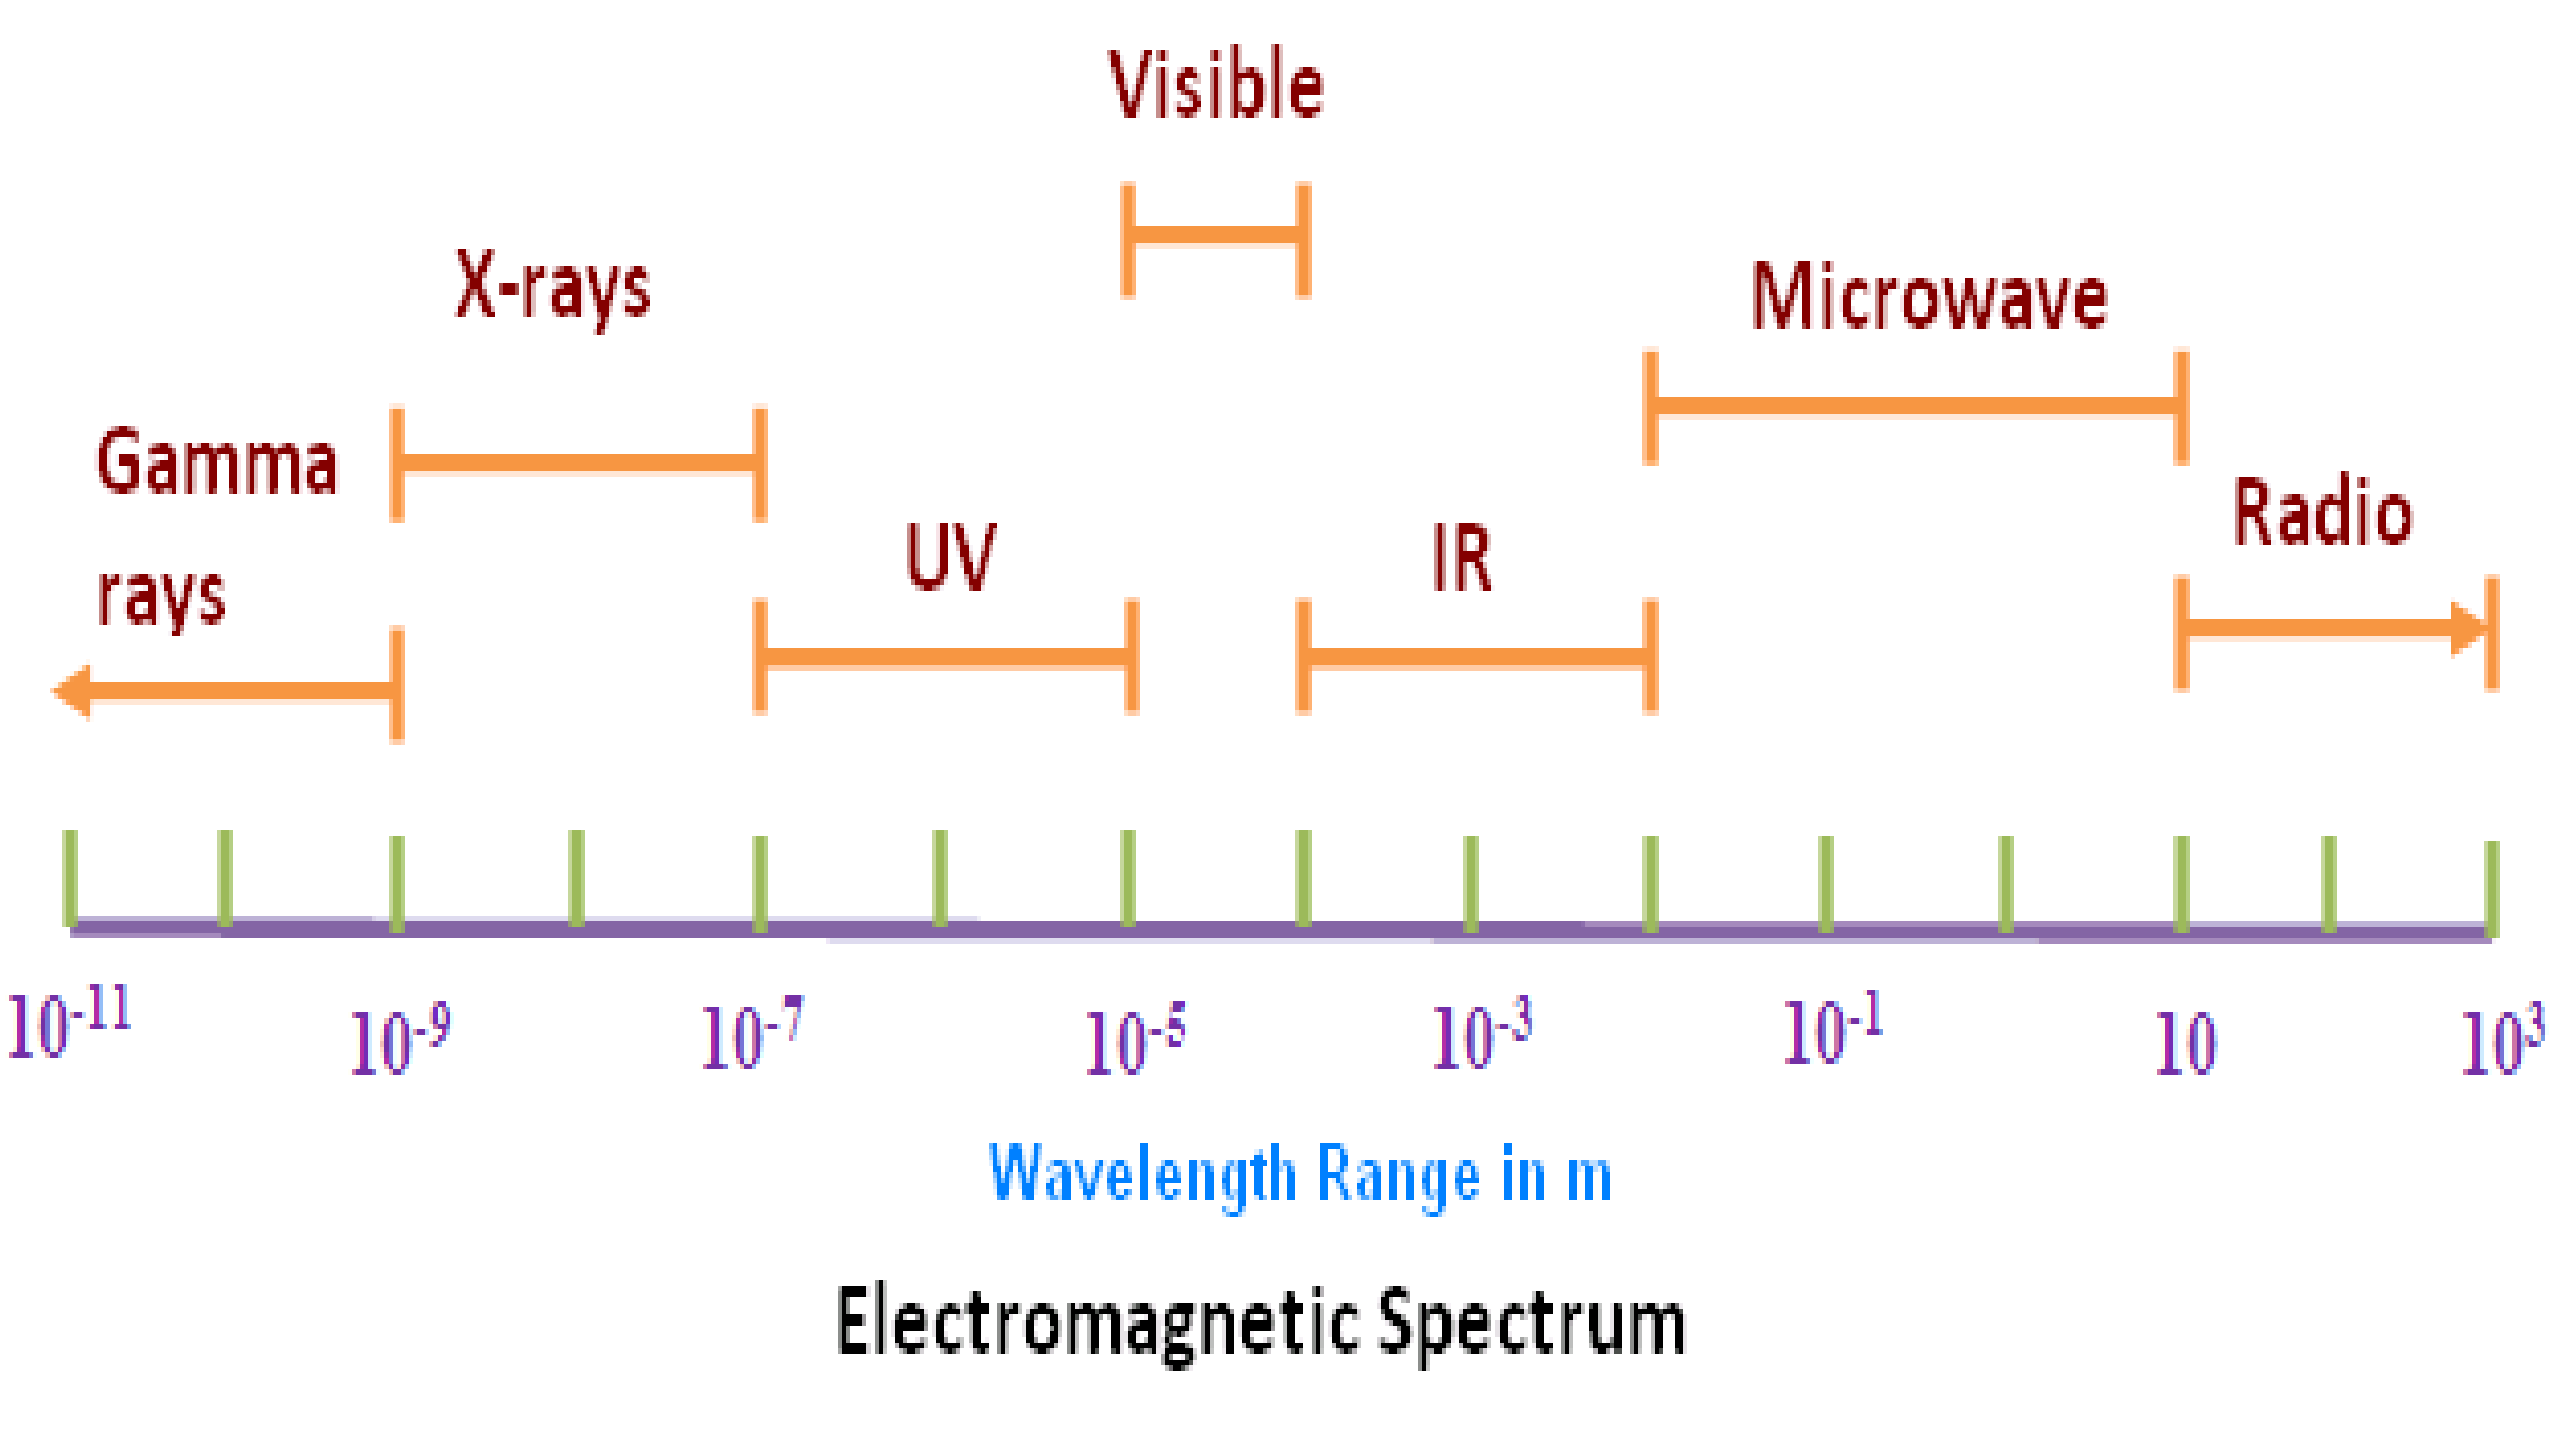 Visible
X-rays
Microwave
Gamma
rays
UV
IR
Radio
10⁻¹¹ 10⁻⁹ 10⁻⁷ 10⁻⁵ 10⁻³ 10⁻¹ 10 10³
Wavelength Range in m
Electromagnetic Spectrum